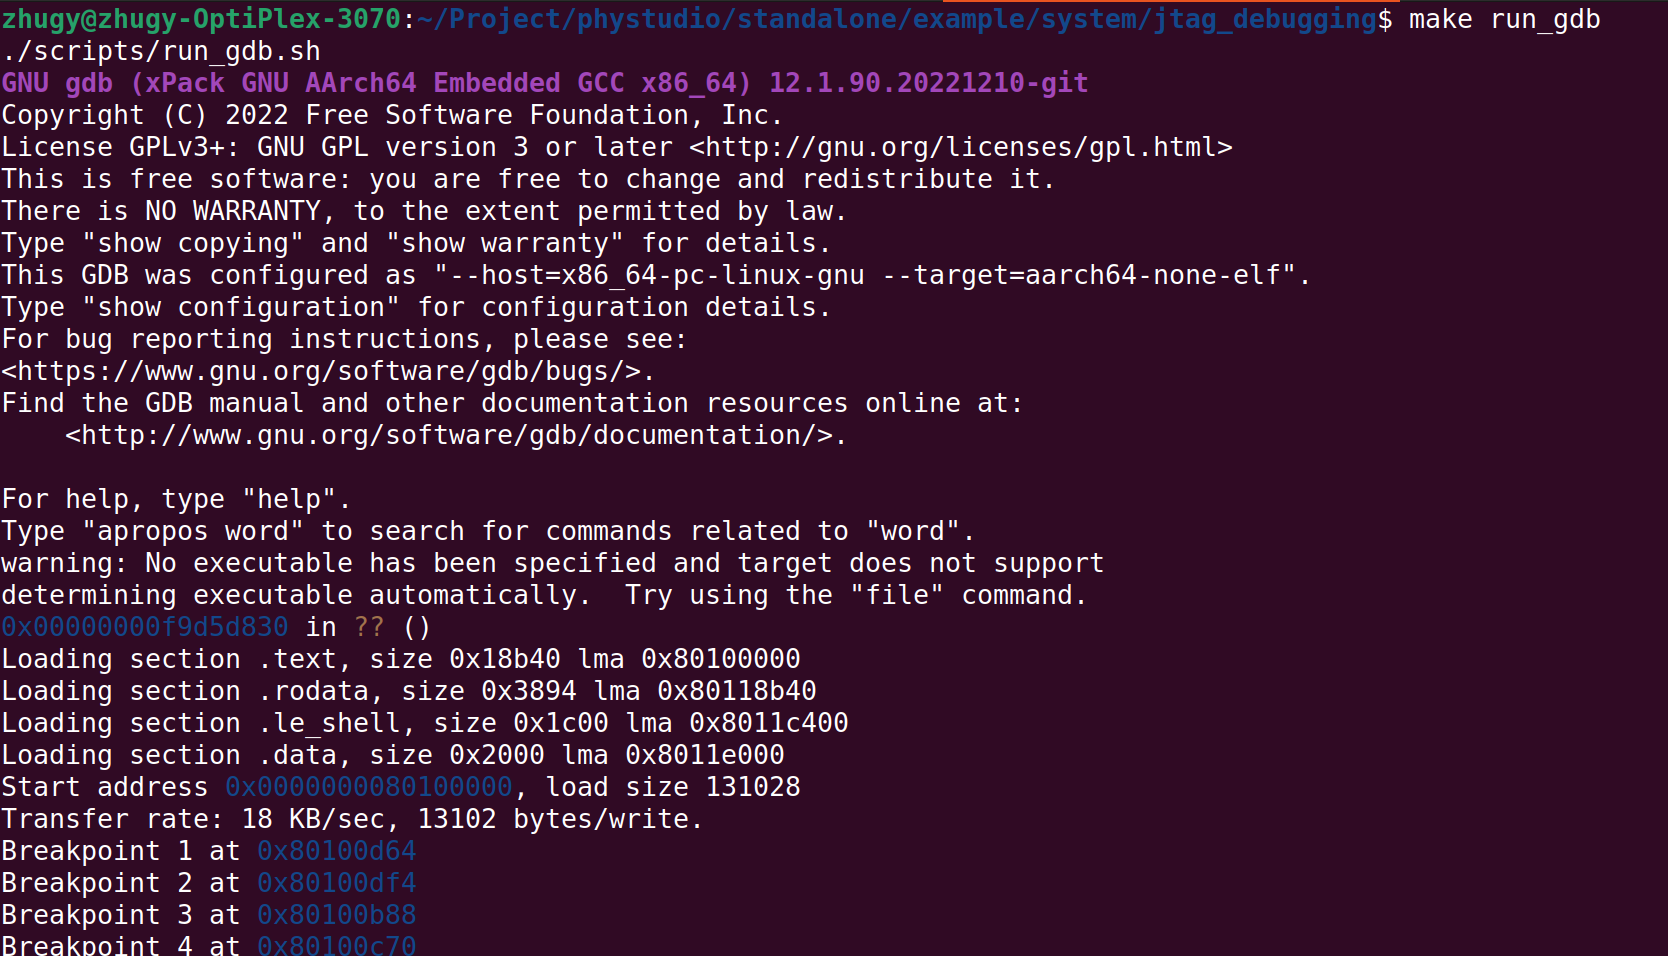 zhugy@zhugy-OptiPlex-3070:~/Project/phystudio/standalone/example/system/jtag_debugging$ make run_gdb
./scripts/run_gdb.sh
GNU gdb (xPack GNU AArch64 Embedded GCC x86_64) 12.1.90.20221210-git
Copyright (C) 2022 Free Software Foundation, Inc.
License GPLv3+: GNU GPL version 3 or later <http://gnu.org/licenses/gpl.html>
This is free software: you are free to change and redistribute it.
There is NO WARRANTY, to the extent permitted by law.
Type "show copying" and "show warranty" for details.
This GDB was configured as "--host=x86_64-pc-linux-gnu --target=aarch64-none-elf".
Type "show configuration" for configuration details.
For bug reporting instructions, please see:
<https://www.gnu.org/software/gdb/bugs/>.
Find the GDB manual and other documentation resources online at:
    <http://www.gnu.org/software/gdb/documentation/>.

For help, type "help".
Type "apropos word" to search for commands related to "word".
warning: No executable has been specified and target does not support
determining executable automatically.  Try using the "file" command.
0x00000000f9d5d830 in ?? ()
Loading section .text, size 0x18b40 lma 0x80100000
Loading section .rodata, size 0x3894 lma 0x80118b40
Loading section .le_shell, size 0x1c00 lma 0x8011c400
Loading section .data, size 0x2000 lma 0x8011e000
Start address 0x0000000080100000, load size 131028
Transfer rate: 18 KB/sec, 13102 bytes/write.
Breakpoint 1 at 0x80100d64
Breakpoint 2 at 0x80100df4
Breakpoint 3 at 0x80100b88
Breakpoint 4 at 0x80100c70